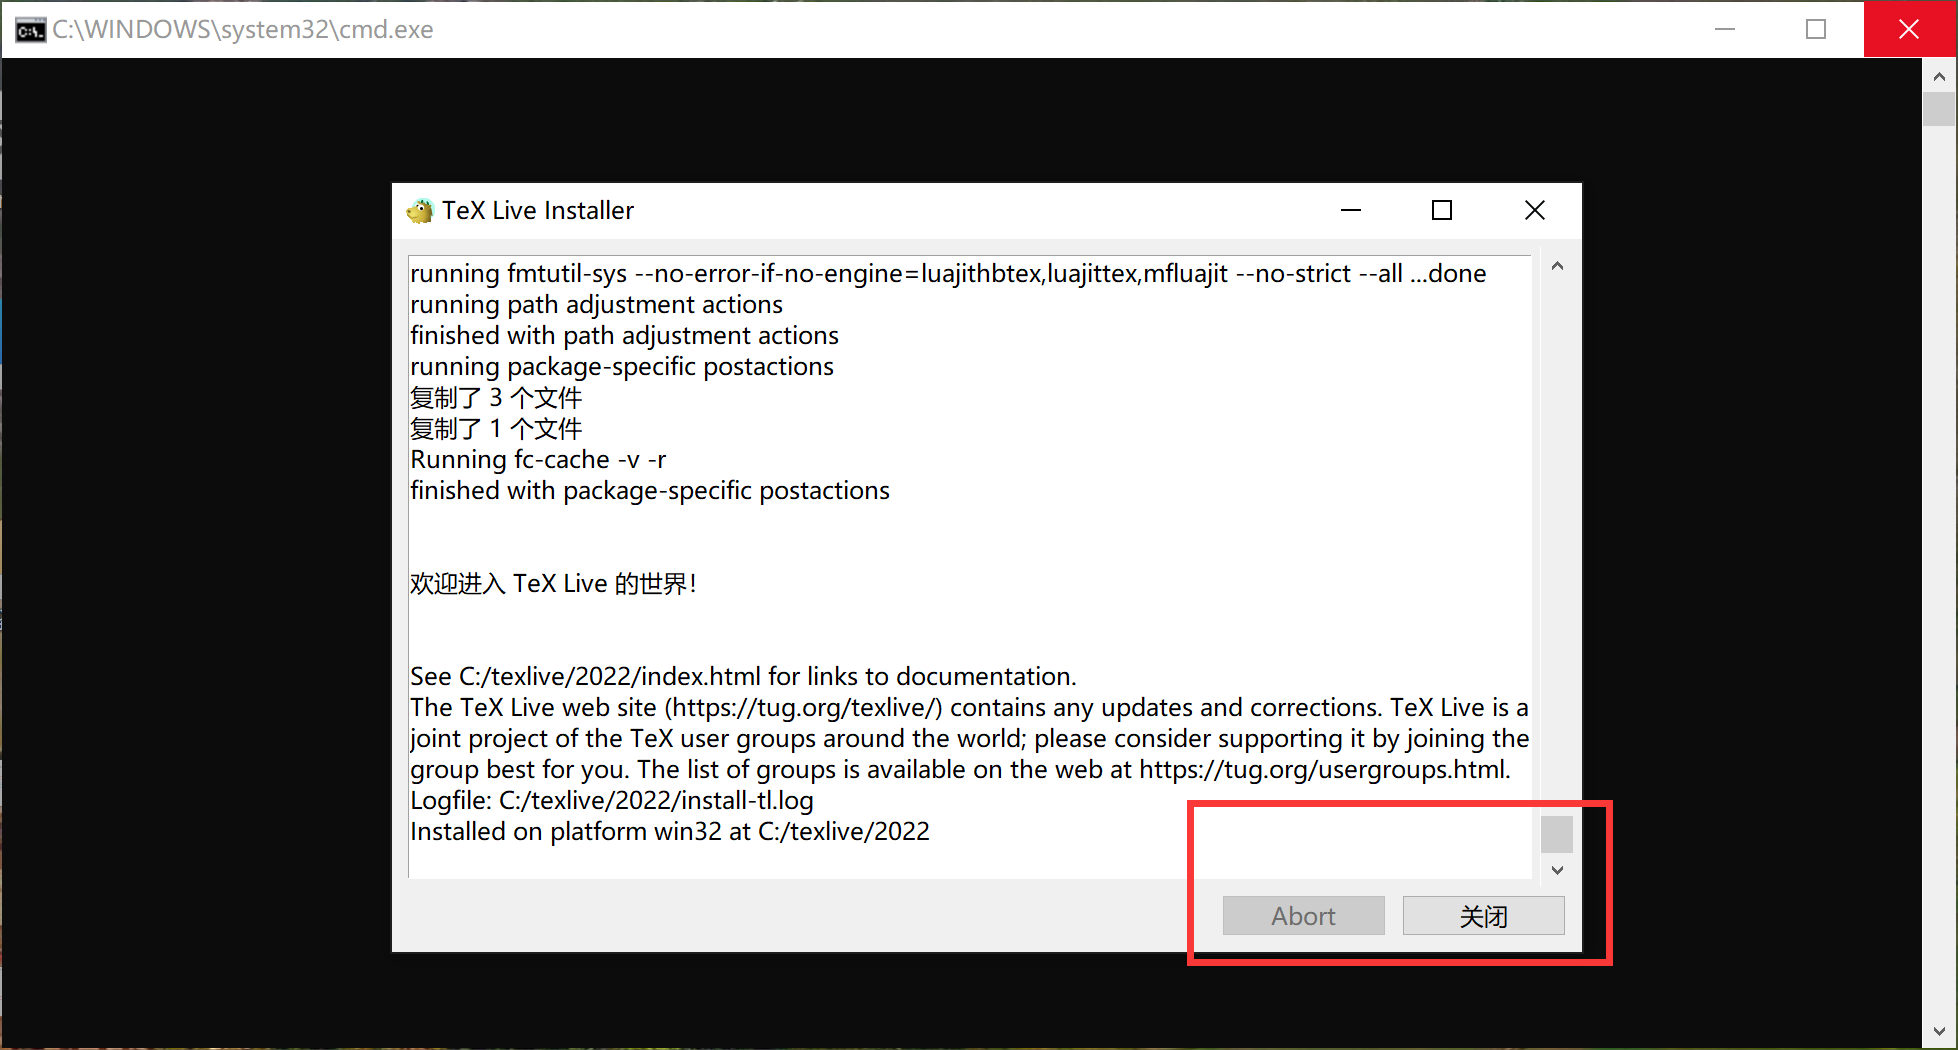 C:\WINDOWS\system32\cmd.exe
TeX Live Installer
running fmtutil-sys --no-error-if-no-engine=luajithbtex,luajittex,mfluajit --no-strict --all ...done
running path adjustment actions
finished with path adjustment actions
running package-specific postactions
复制了 3 个文件
复制了 1 个文件
Running fc-cache -v -r
finished with package-specific postactions
欢迎进入 TeX Live 的世界!
See C:/texlive/2022/index.html for links to documentation.
The TeX Live web site (https://tug.org/texlive/) contains any updates and corrections. TeX Live is a
joint project of the TeX user groups around the world; please consider supporting it by joining the
group best for you. The list of groups is available on the web at https://tug.org/usergroups.html.
Logfile: C:/texlive/2022/install-tl.log
Installed on platform win32 at C:/texlive/2022
Abort
关闭